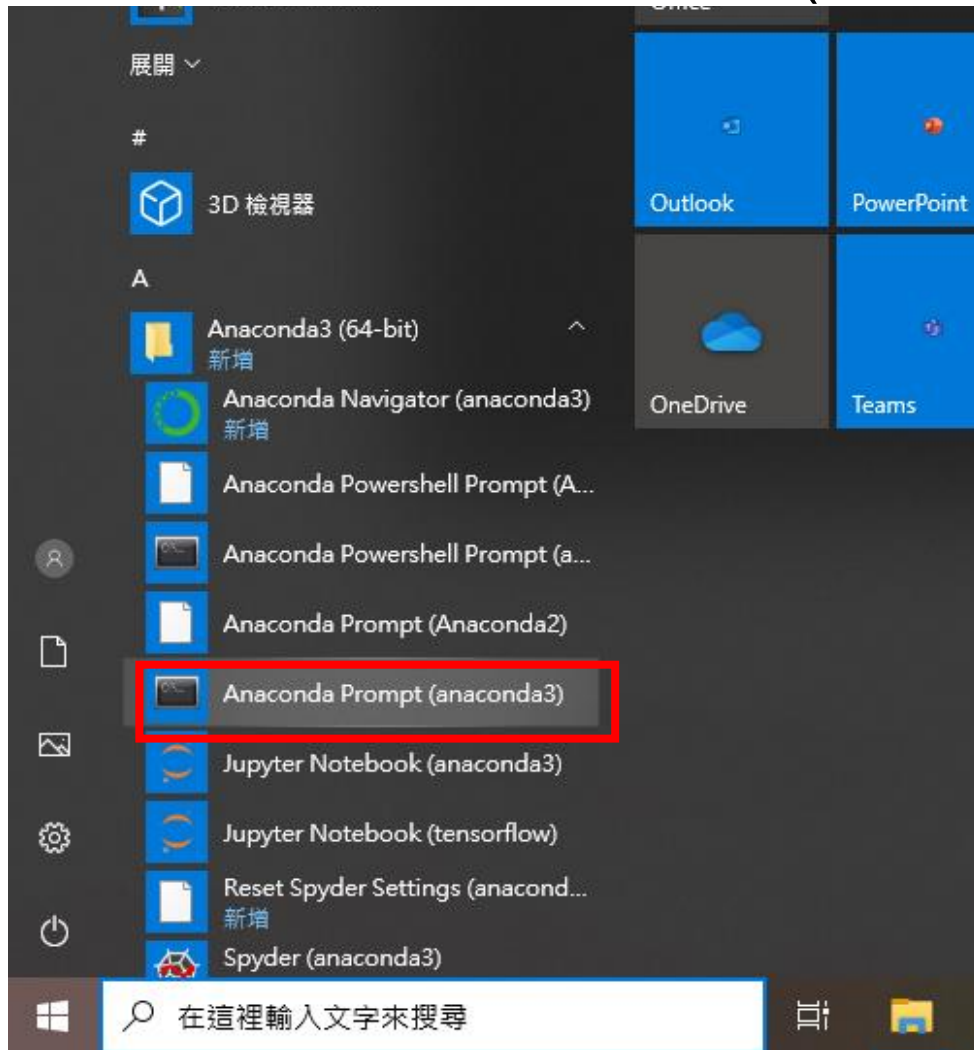 展開
#
3D 檢視器
A
Anaconda3 (64-bit)
新增
Anaconda Navigator (anaconda3)
新增
Anaconda Powershell Prompt (A...
Anaconda Powershell Prompt (a...
Anaconda Prompt (Anaconda2)
Anaconda Prompt (anaconda3)
Jupyter Notebook (anaconda3)
Jupyter Notebook (tensorflow)
Reset Spyder Settings (anacond...
新增
Spyder (anaconda3)
Outlook
PowerPoint
OneDrive
Teams
在這裡輸入文字來搜尋